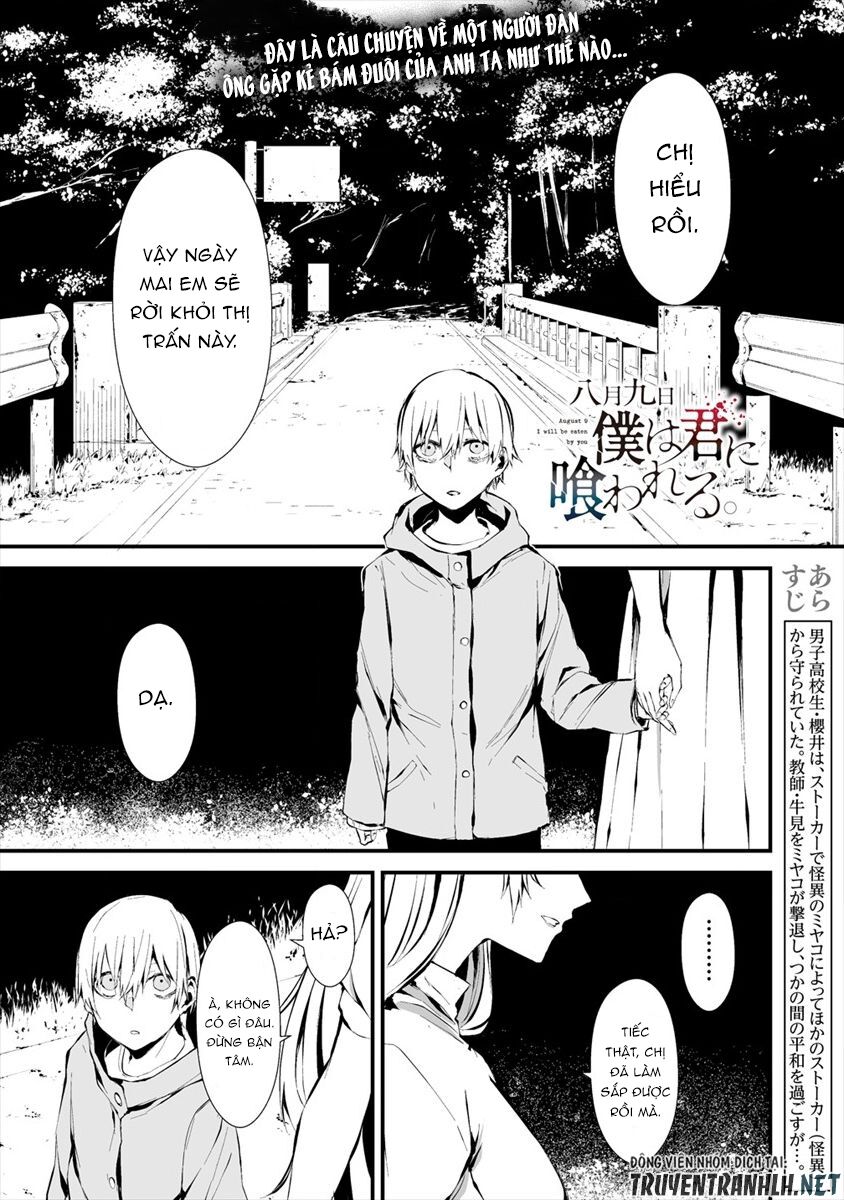 ĐÂY LÀ CÂU CHUYỆN VỀ MỘT NGƯỜI ĐÀN
ÔNG GẶP KẺ BÁM ĐUÔI CỦA ANH TA NHƯ THẾ NÀO...
CHỊ
HIỂU
RỒI.
VẬY NGÀY
MAI EM SẼ
RỜI KHỎI THỊ
TRẤN NÀY.
八月九日
August 9
I will be eaten
by you
僕は君に
喰われる。
あら
すじ
男子高校生・櫻井は、ストーカーで怪異のミヤコによってほかのストーカー(怪異
から守られていた。教師・牛見をミヤコが撃退し、つかの間の平和を過ごすが…。
DẠ.
.......
TIẾC
THẬT, CHỊ
ĐÃ LÀM
SẮP ĐƯỢC
RỒI MÀ.
HẢ?
À, KHÔNG
CÓ GÌ ĐÂU.
ĐỪNG BẬN
TÂM.
ĐỘNG VIÊN NHÓM DỊCH TẠI:
TRUYENTRANHLH.NET